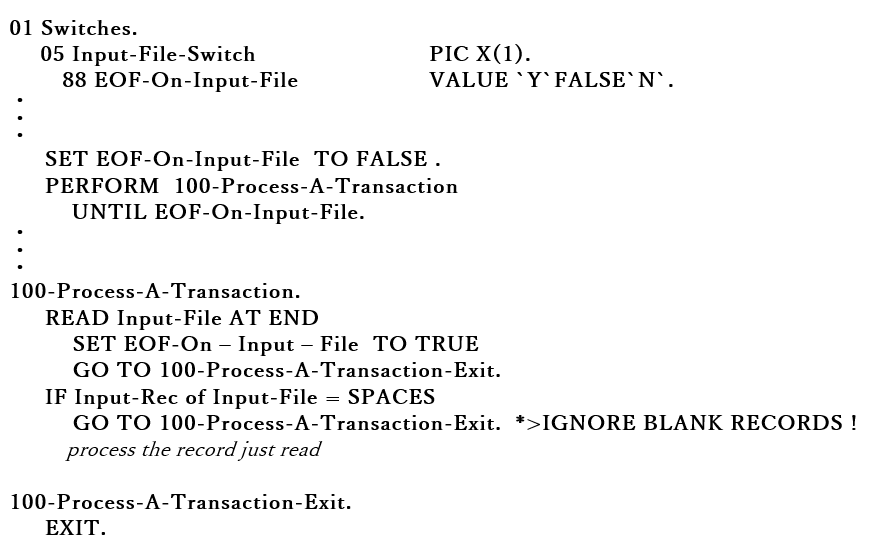 01 Switches.
05 Input-File-Switch PIC X(1).
88 EOF-On-Input-File VALUE `Y`FALSE`N`.
.
.
.
SET EOF-On-Input-File TO FALSE .
PERFORM 100-Process-A-Transaction
UNTIL EOF-On-Input-File.
.
.
.
100-Process-A-Transaction.
READ Input-File AT END
SET EOF-On – Input – File TO TRUE
GO TO 100-Process-A-Transaction-Exit.
IF Input-Rec of Input-File = SPACES
GO TO 100-Process-A-Transaction-Exit. *>IGNORE BLANK RECORDS !
process the record just read
100-Process-A-Transaction-Exit.
EXIT.